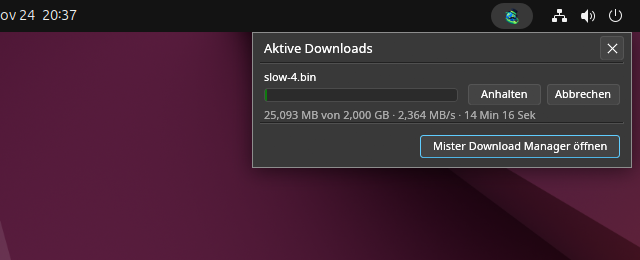 ov 24 20:37
Aktive Downloads
slow-4.bin
Anhalten
Abbrechen
25,093 MB von 2,000 GB · 2,364 MB/s · 14 Min 16 Sek
Mister Download Manager öffnen